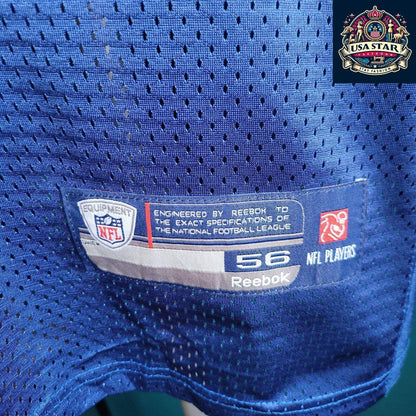 USA STAR
EQUIPMENT
NFL
ENGINEERED BY REEBOK TO
THE EXACT SPECIFICATIONS OF
THE NATIONAL FOOTBALL LEAGUE
56
Reebok
NFL PLAYERS